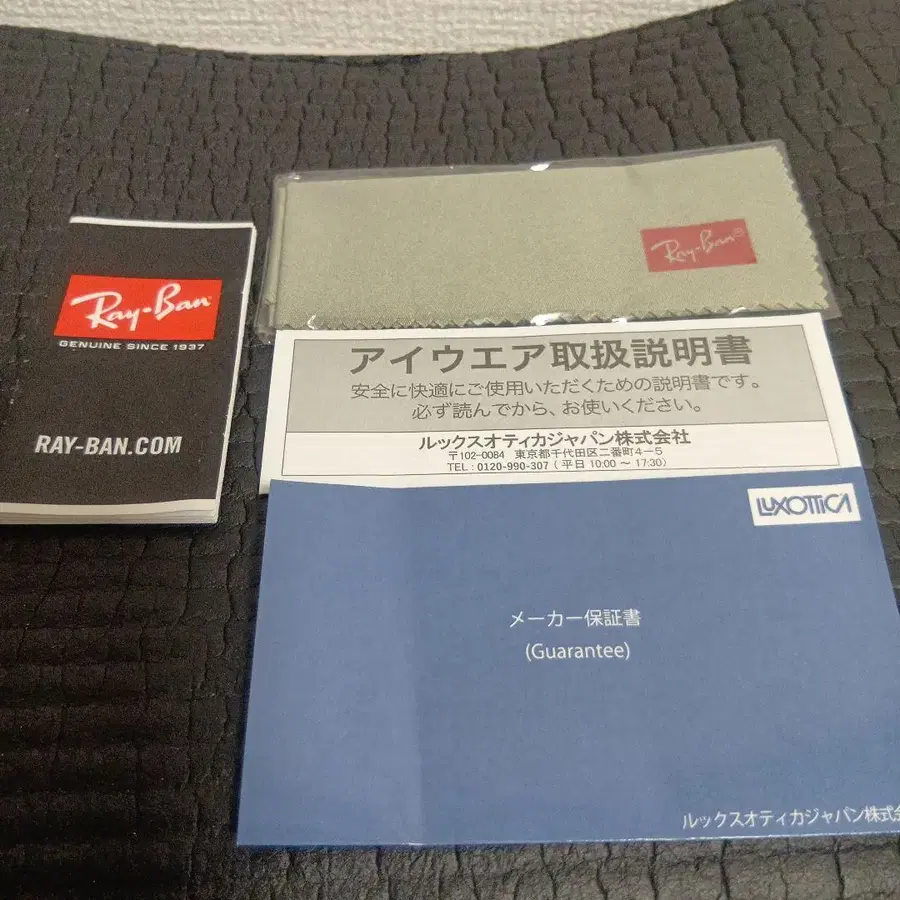 Ray-Ban
GENUINE SINCE 1937
RAY-BAN.COM
Ray-Ban®
アイウエア取扱説明書
安全に快適にご使用いただくための説明書です。
必ず読んでから、お使いください。
ルックスオティカジャパン株式会社
〒102-0084 東京都千代田区二番町4-5
TEL : 0120-990-307 ( 平日 10:00 ～ 17:30)
LUXOTTICA
メーカー保証書
(Guarantee)
ルックスオティカジャパン株式会